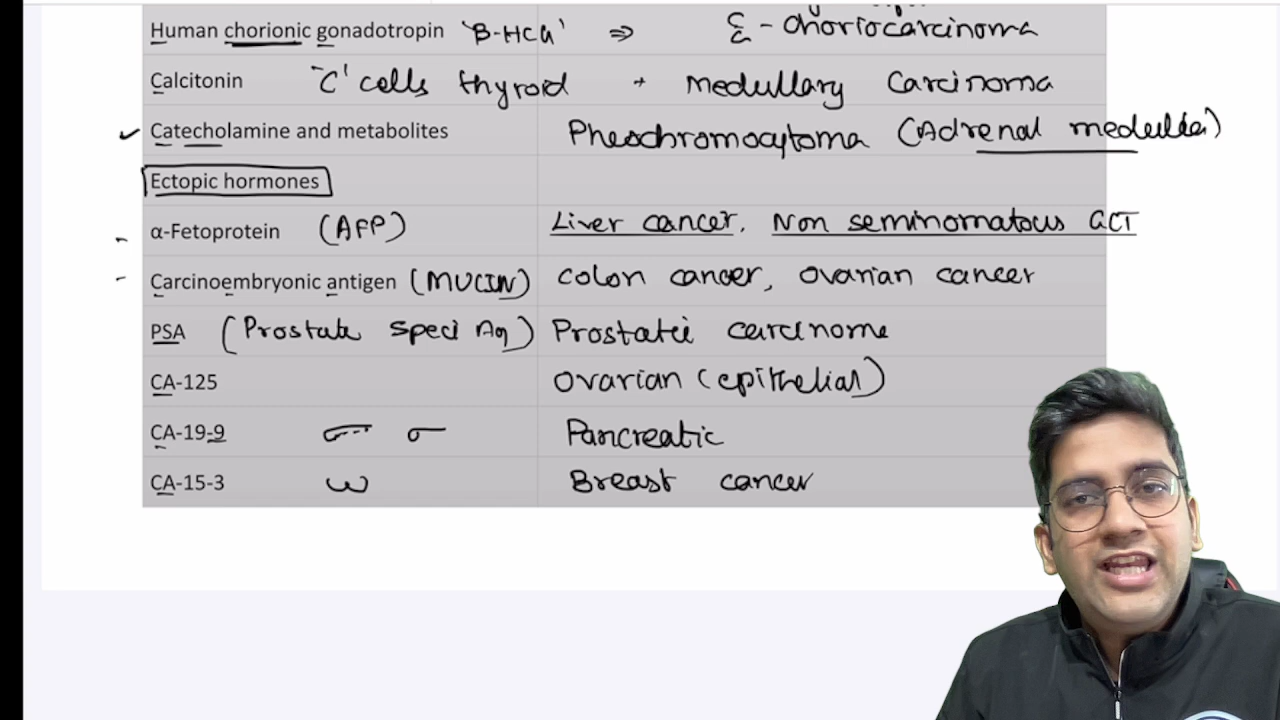 Human chorionic gonadotropin 'B-HCG' ⇒ & - Choriocarcinoma
Calcitonin 'C' cells thyroid → Medullary Carcinoma
✓ Catecholamine and metabolites Pheochromocytoma (Adrenal medulla)
Ectopic hormones
α-Fetoprotein (AFP) Liver cancer, Non seminomatous GCT
Carcinoembryonic antigen (MUCIN) colon cancer, ovarian cancer
PSA (Prostate speci Ag) Prostatic carcinoma
CA-125 ovarian (epithelial)
CA-19-9 Pancreatic
CA-15-3 Breast cancer